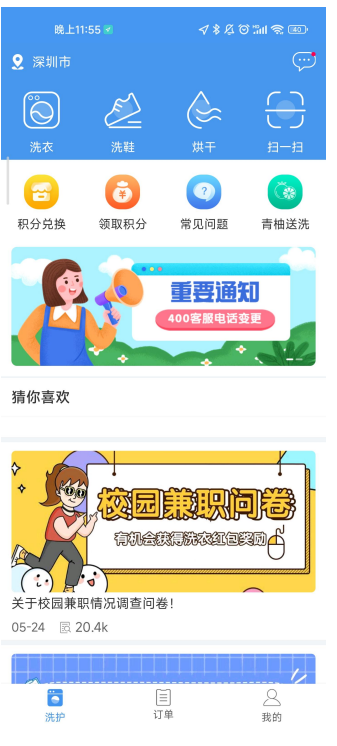 晚上11:55
深圳市
洗衣 洗鞋 烘干 扫一扫
积分兑换 领取积分 常见问题 青柚送洗
重要通知
400客服电话变更
猜你喜欢
校园兼职问卷
有机会获得洗衣红包奖励
关于校园兼职情况调查问卷!
05-24 20.4k
洗护 订单 我的